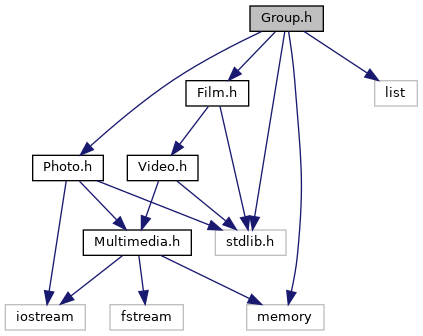 Group.h
Film.h
list
Photo.h
Video.h
Multimedia.h
stdlib.h
iostream
fstream
memory